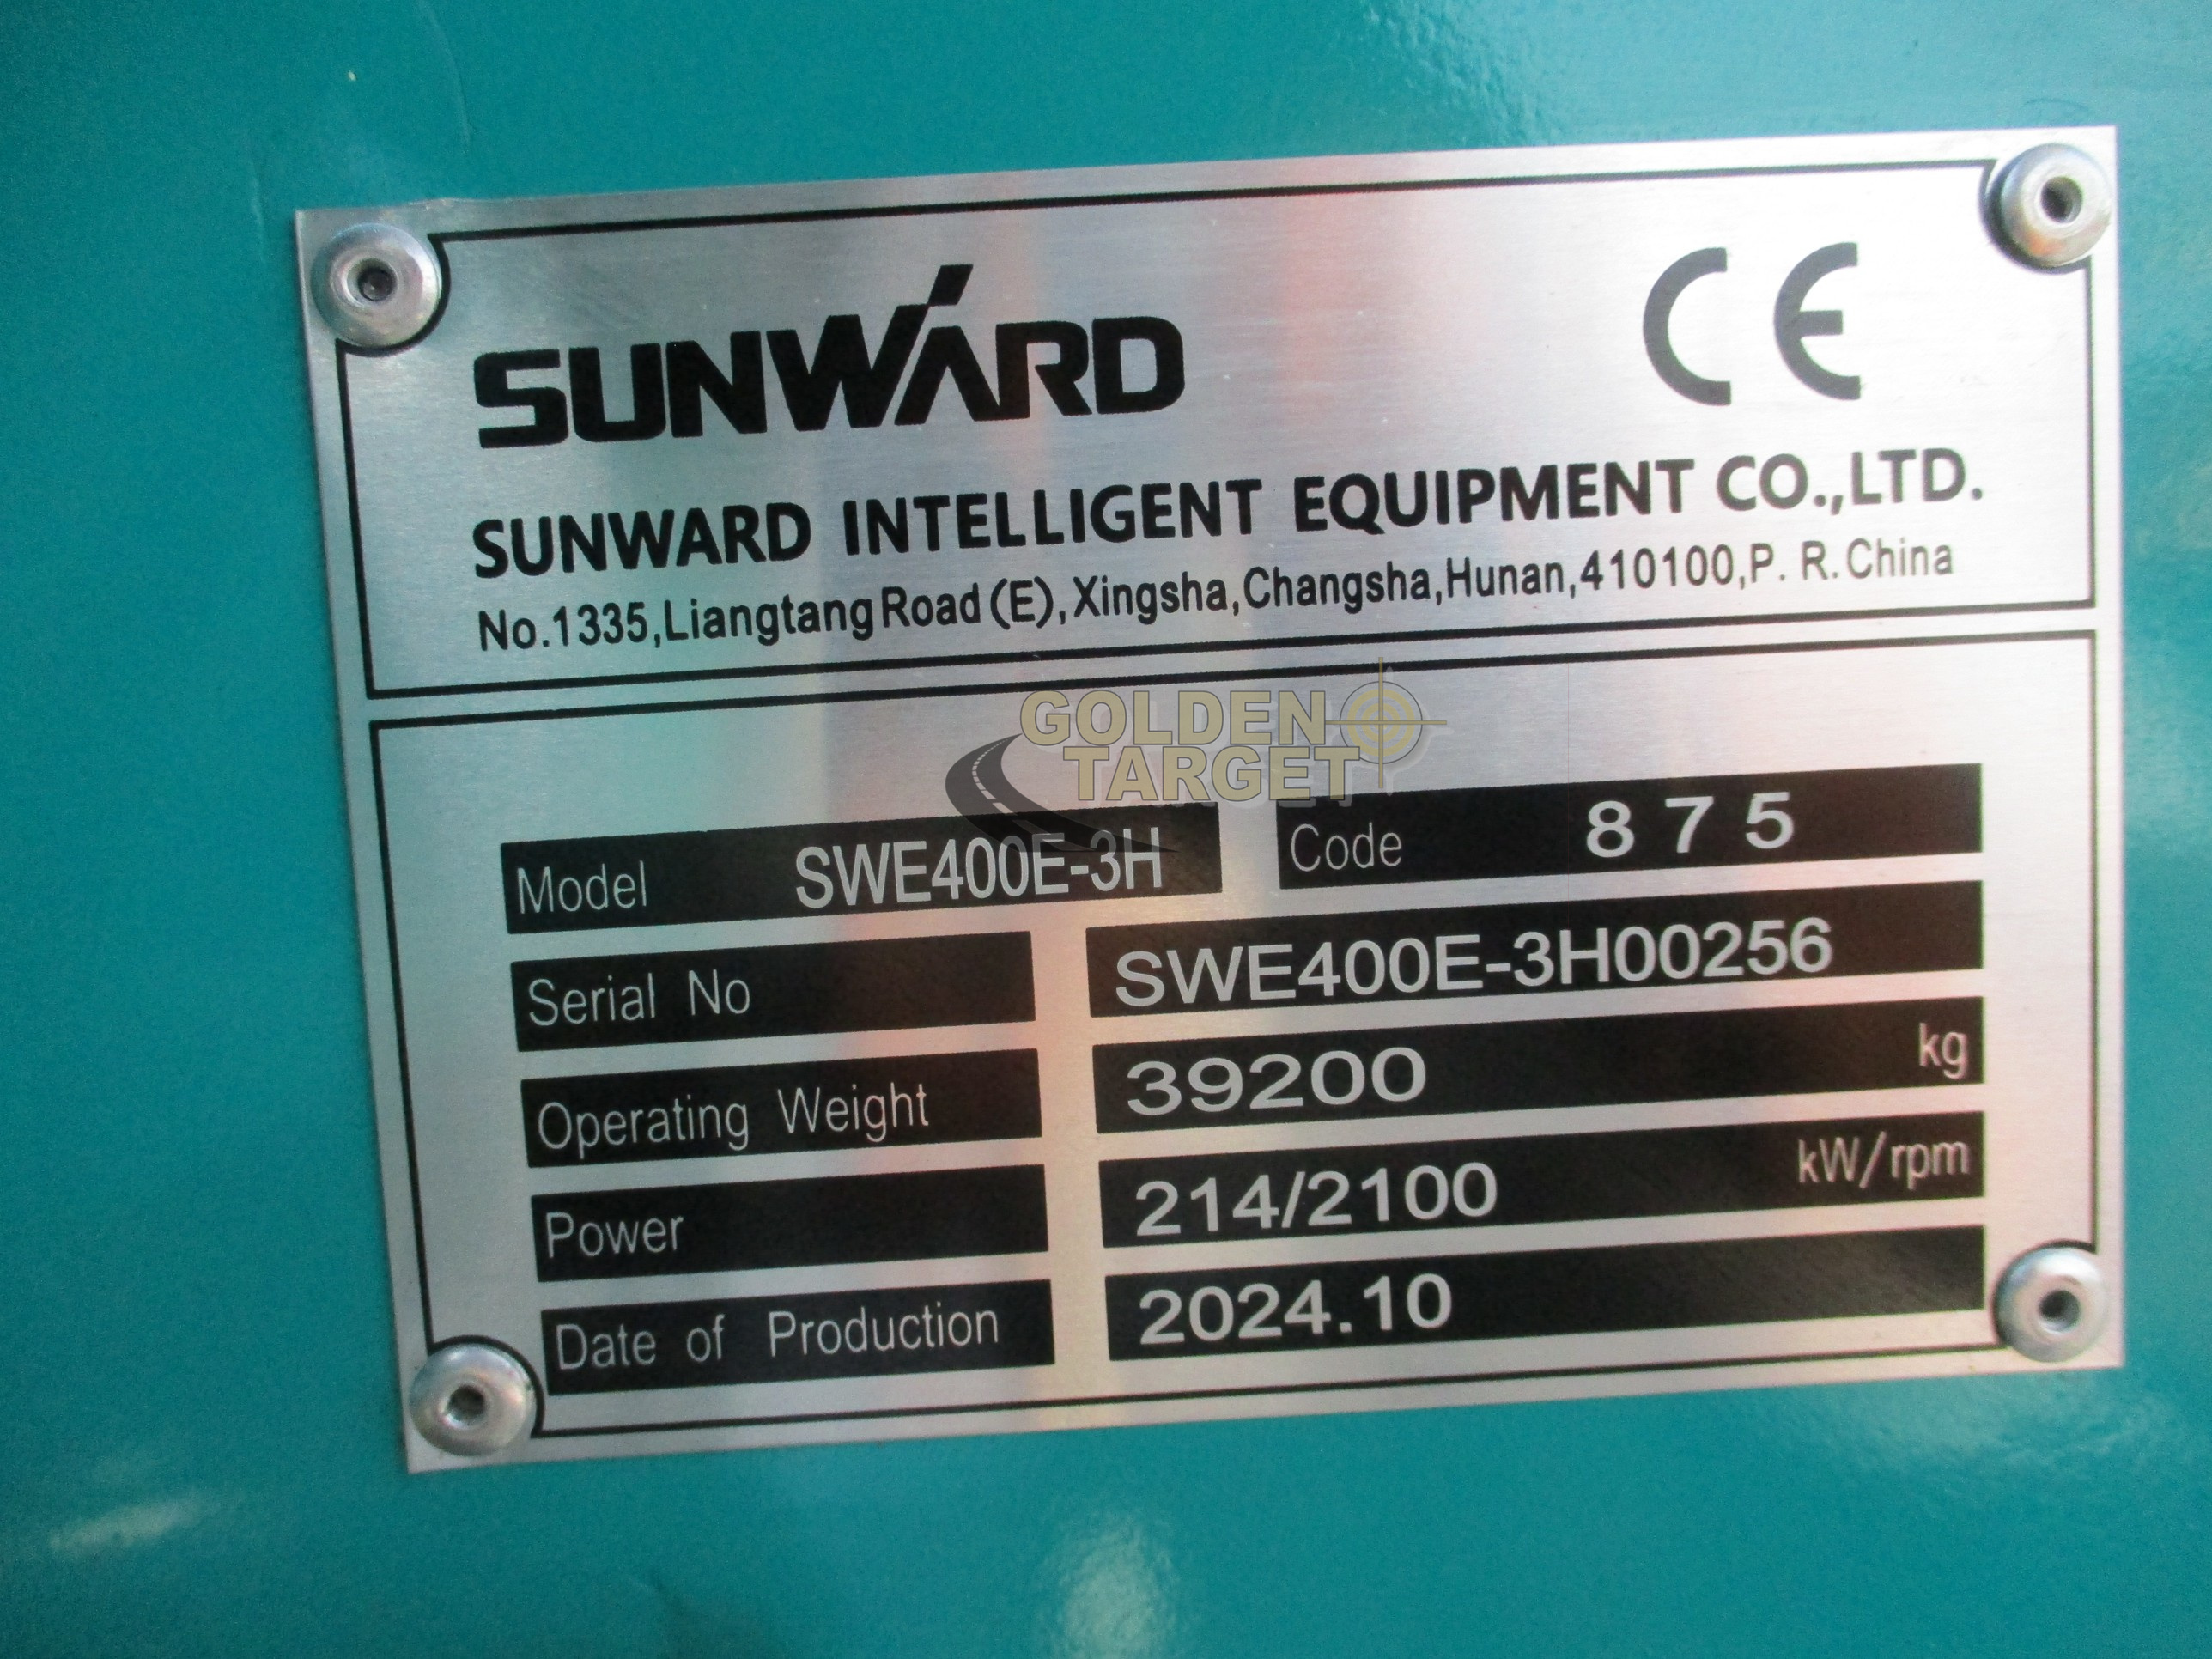 SUNWARD
CE
SUNWARD INTELLIGENT EQUIPMENT CO.,LTD.
No.1335,Liangtang Road (E),Xingsha,Changsha,Hunan,410100,P. R.China
GOLDEN
TARGET
Model SWE400E-3H Code 875
Serial No SWE400E-3H00256
Operating Weight 39200 kg
Power 214/2100 kW/rpm
Date of Production 2024.10